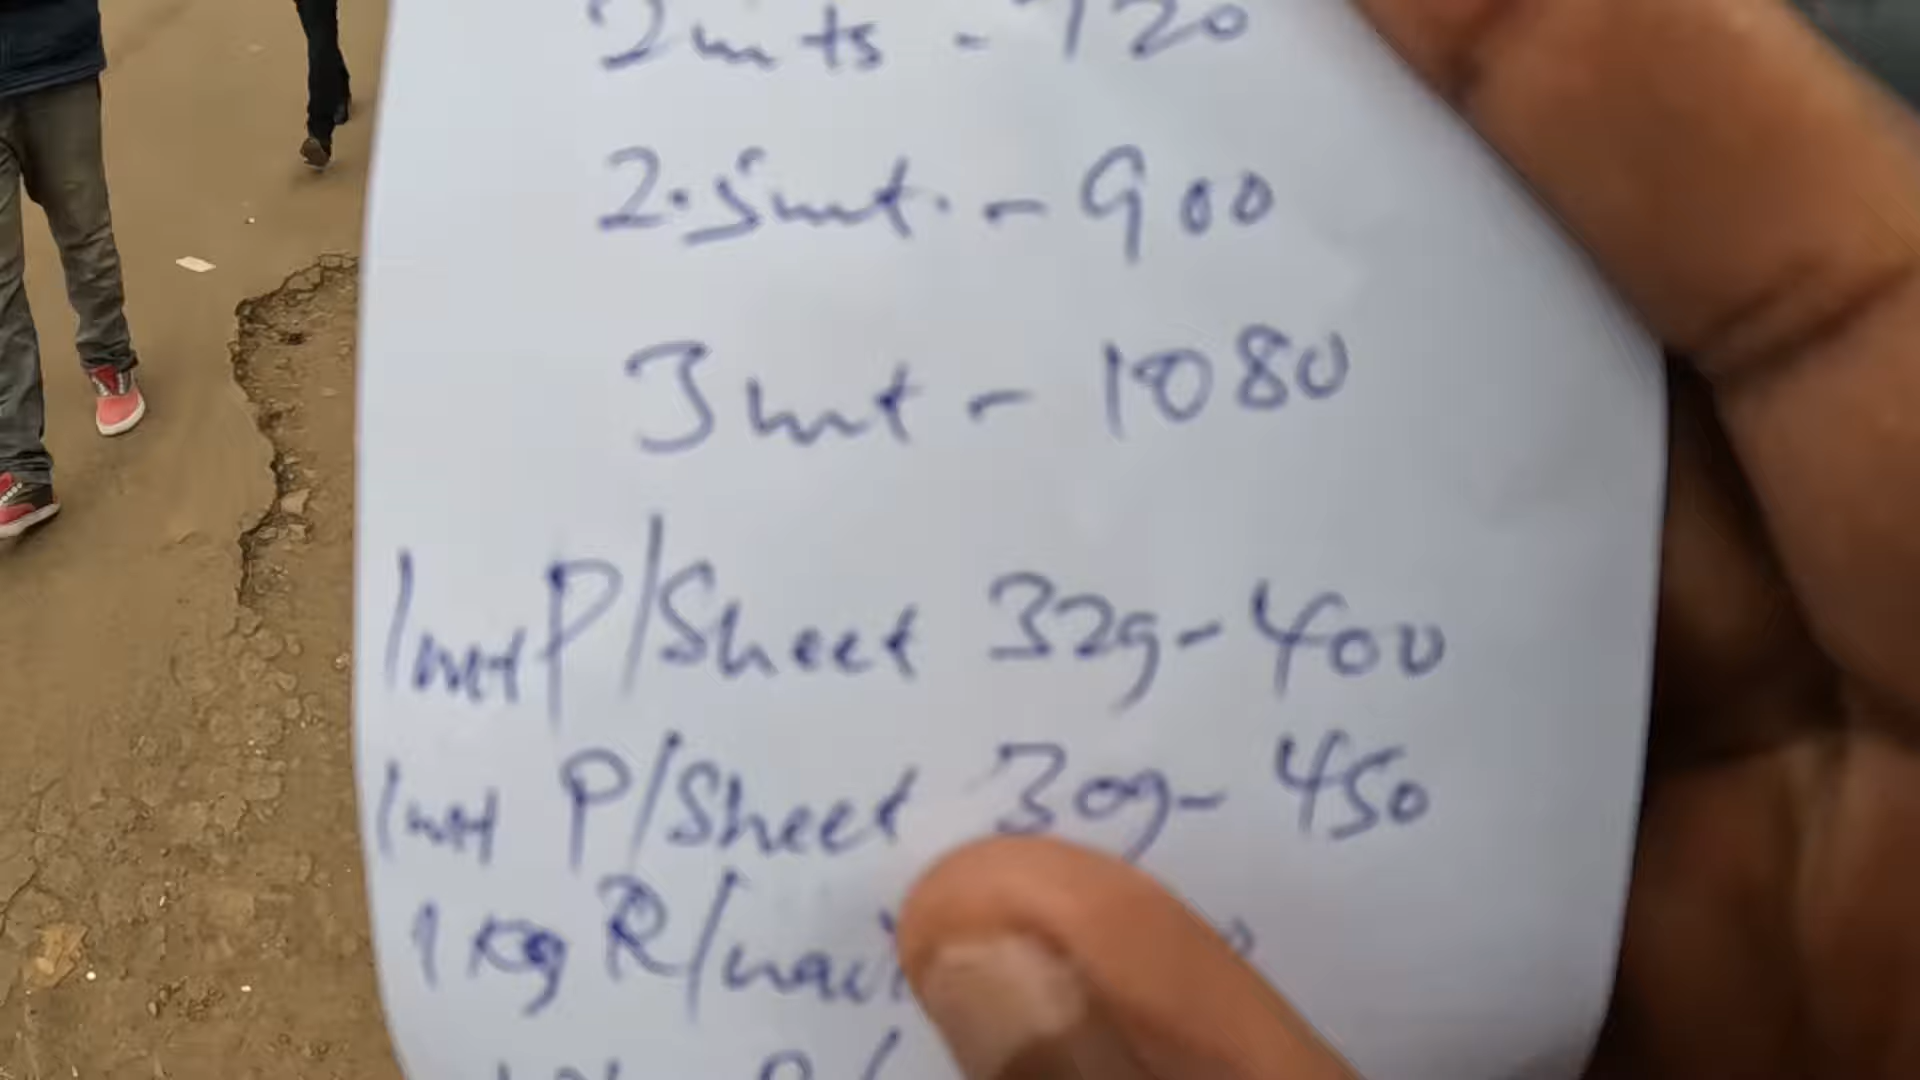 2mts - 720
2.5mt. - 900
3mt - 1080
1mt P/Sheet 32g - 400
1mt P/Sheet 30g - 450
1Kg R/nail